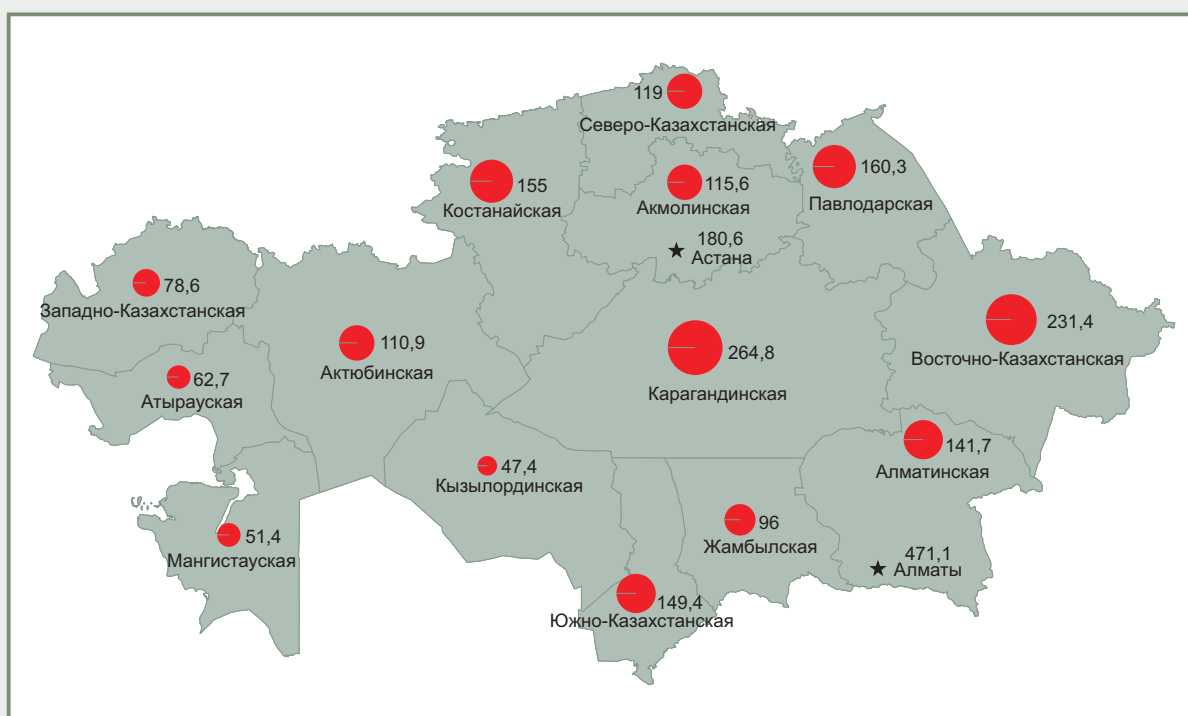 119
Северо-Казахстанская
155
Костанайская
115,6
Акмолинская
160,3
Павлодарская
180,6
Астана
78,6
Западно-Казахстанская
110,9
Актюбинская
62,7
Атырауская
264,8
Карагандинская
231,4
Восточно-Казахстанская
47,4
Кызылординская
141,7
Алматинская
51,4
Мангистауская
96
Жамбылская
471,1
Алматы
149,4
Южно-Казахстанская